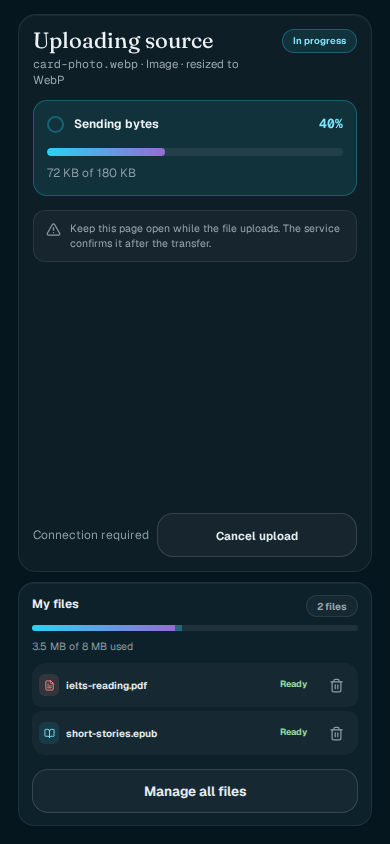 Uploading source
In progress
card-photo.webp · Image · resized to
WebP
Sending bytes
40%
72 KB of 180 KB
Keep this page open while the file uploads. The service
confirms it after the transfer.
Connection required
Cancel upload
My files
2 files
3.5 MB of 8 MB used
ielts-reading.pdf
Ready
short-stories.epub
Ready
Manage all files